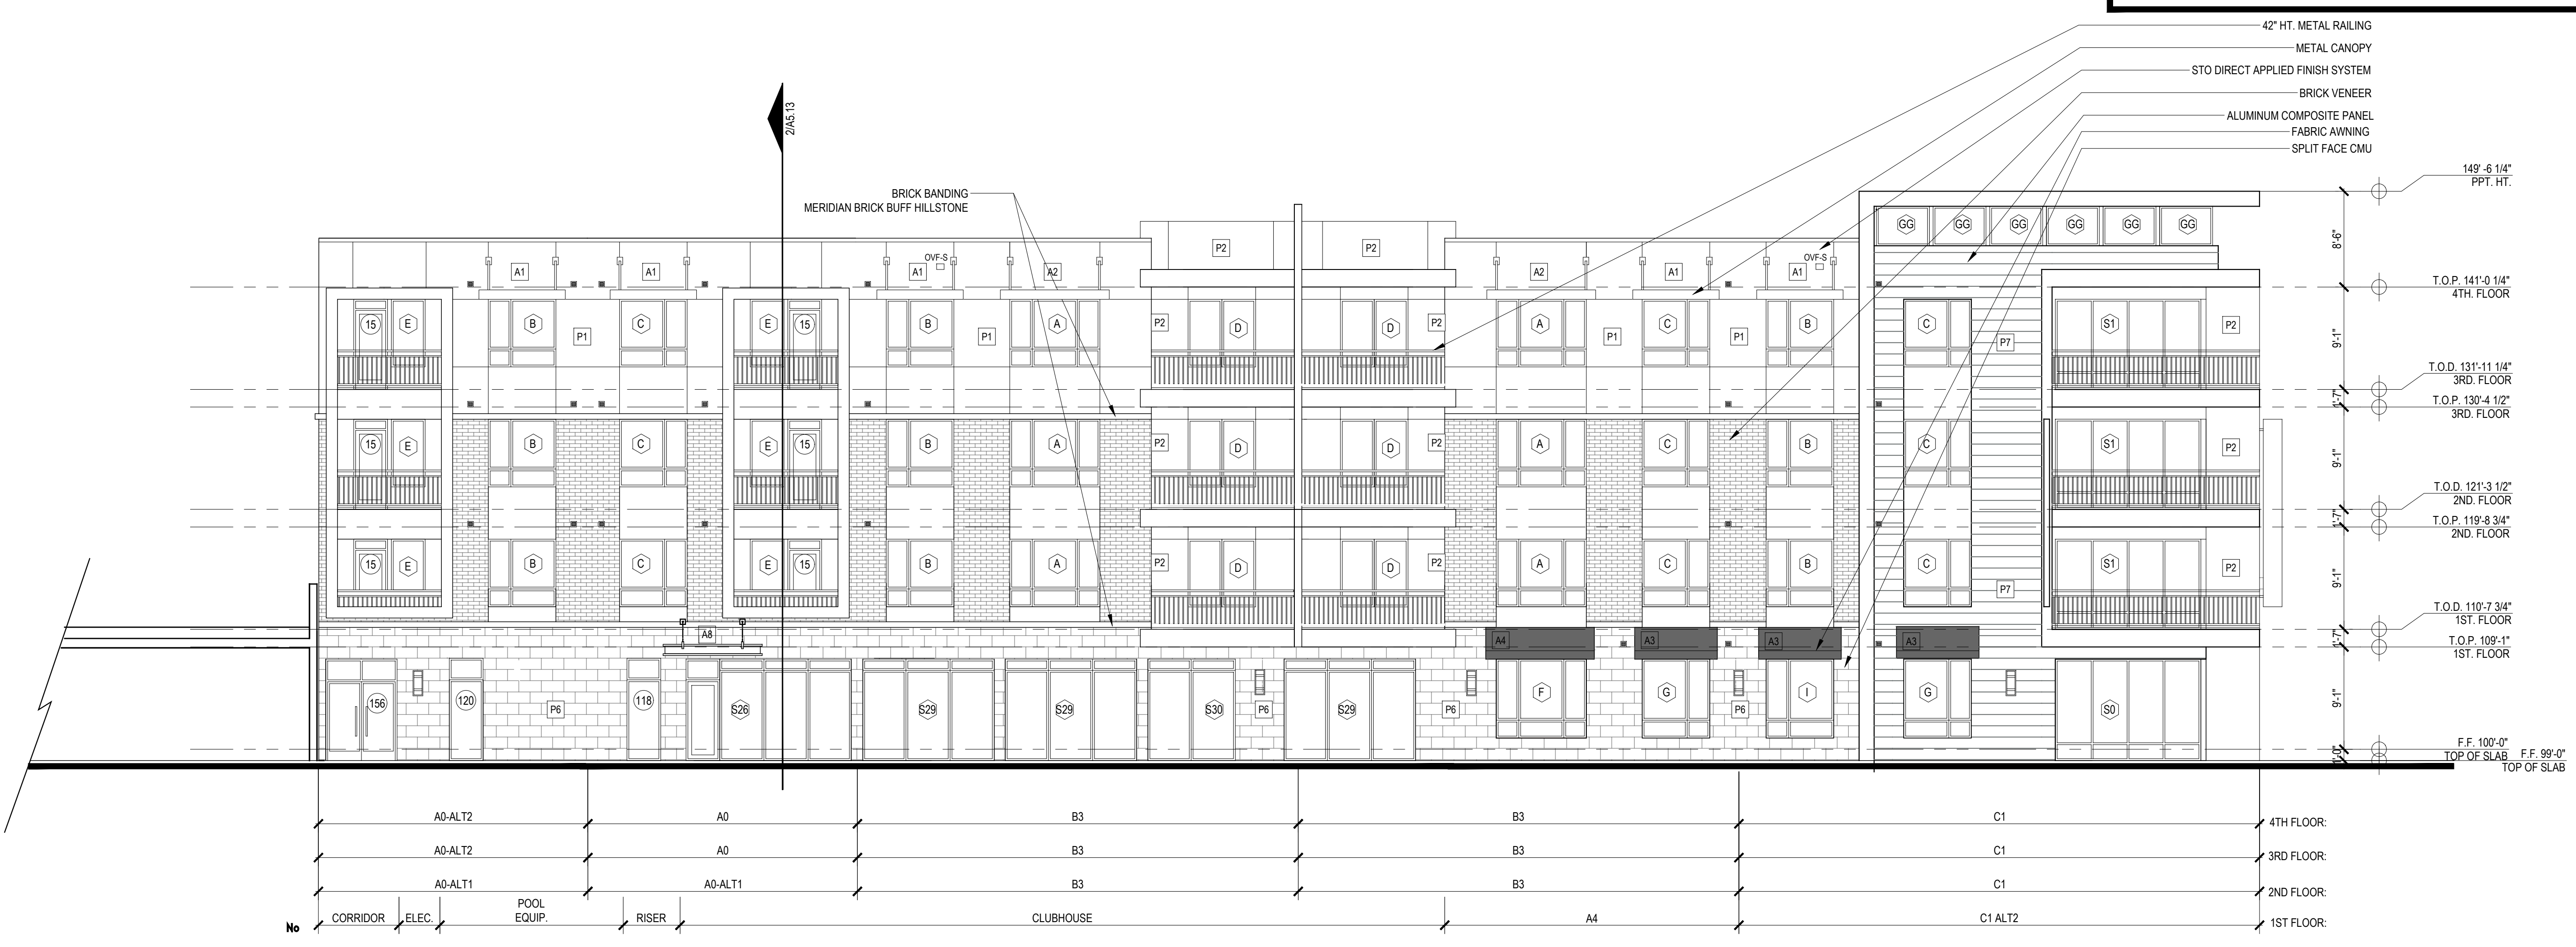 42" HT. METAL RAILING
METAL CANOPY
STO DIRECT APPLIED FINISH SYSTEM
BRICK VENEER
ALUMINUM COMPOSITE PANEL
FABRIC AWNING
SPLIT FACE CMU
2/A5.13
BRICK BANDING
MERIDIAN BRICK BUFF HILLSTONE
149' -6 1/4"
PPT. HT.
8'-6"
T.O.P. 141'-0 1/4"
4TH. FLOOR
9'-1"
T.O.D. 131'-11 1/4"
3RD. FLOOR
1'-7"
T.O.P. 130'-4 1/2"
3RD. FLOOR
9'-1"
T.O.D. 121'-3 1/2"
2ND. FLOOR
1'-7"
T.O.P. 119'-8 3/4"
2ND. FLOOR
9'-1"
T.O.D. 110'-7 3/4"
1ST. FLOOR
1'-7"
T.O.P. 109'-1"
1ST. FLOOR
9'-1"
F.F. 100'-0"
TOP OF SLAB
1'-0"
F.F. 99'-0"
TOP OF SLAB
GG GG GG GG GG GG
P2 P2
A1 A1 A1 OVF-S A2 A2 A1 A1 OVF-S
15 E B P1 C E 15 B P1 A P2 D D P2 A P1 C P1 B C P7 S1 P2
15 E B C E 15 B A P2 D D P2 A C B C S1 P2
15 E B C E 15 B A P2 D D P2 A C B C P7 S1 P2
A8 A4 A3 A3 A3
156 120 P6 118 S26 S29 S29 S30 P6 S29 P6 F G P6 I G S0
A0-ALT2 A0 B3 B3 C1 4TH FLOOR:
A0-ALT2 A0 B3 B3 C1 3RD FLOOR:
A0-ALT1 A0-ALT1 B3 B3 C1 2ND FLOOR:
No CORRIDOR ELEC. POOL
EQUIP. RISER CLUBHOUSE A4 C1 ALT2 1ST FLOOR: